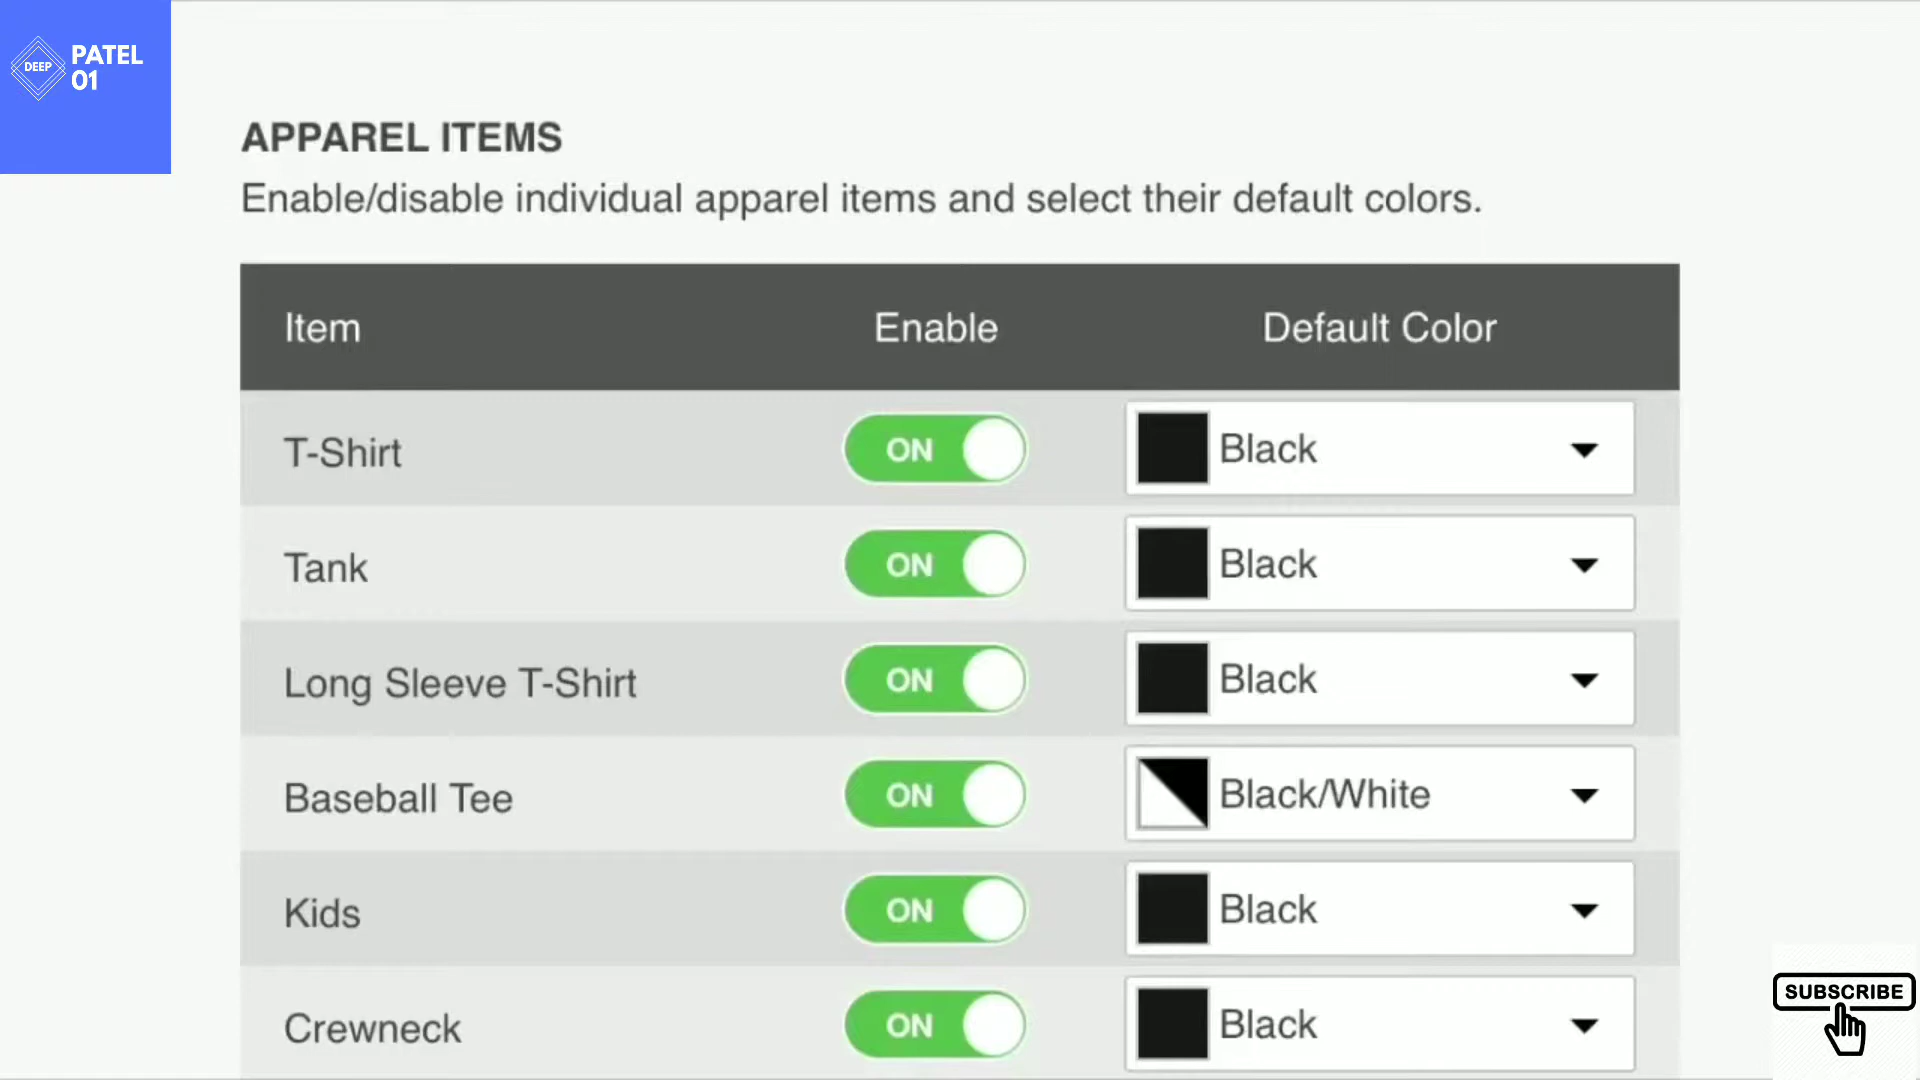 DEEP
PATEL
01
APPAREL ITEMS
Enable/disable individual apparel items and select their default colors.
Item Enable Default Color
T-Shirt ON Black
Tank ON Black
Long Sleeve T-Shirt ON Black
Baseball Tee ON Black/White
Kids ON Black
Crewneck ON Black
SUBSCRIBE